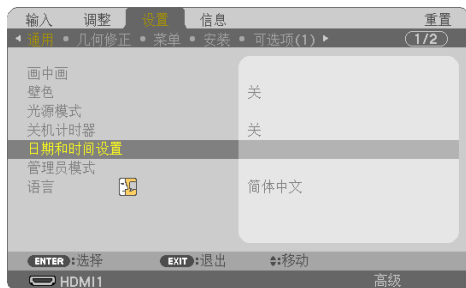 输入 调整 设置 信息 重置
通用 • 几何修正 • 菜单 • 安装 • 可选项(1) 1/2
画中画
壁色 关
光源模式
关机计时器 关
日期和时间设置
管理员模式
语言 简体中文
ENTER:选择 EXIT:退出 :移动
HDMI1 高级